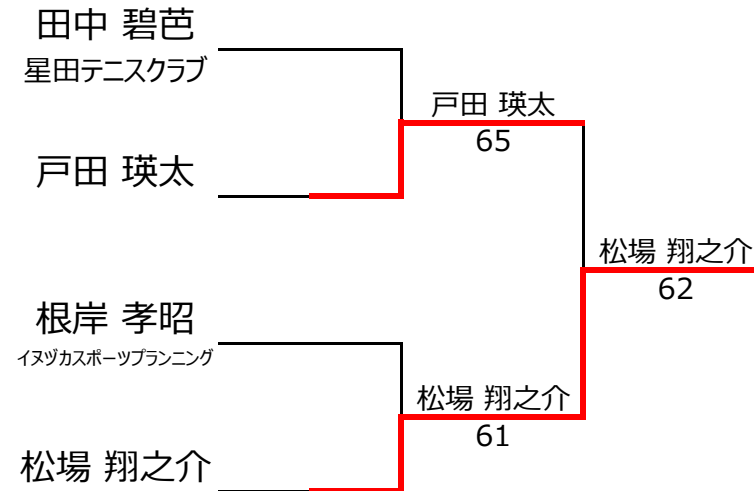 田中 碧芭
星田テニスクラブ
戸田 瑛太
65
戸田 瑛太
松場 翔之介
62
根岸 孝昭
イヌヅカスポーツプランニング
松場 翔之介
61
松場 翔之介